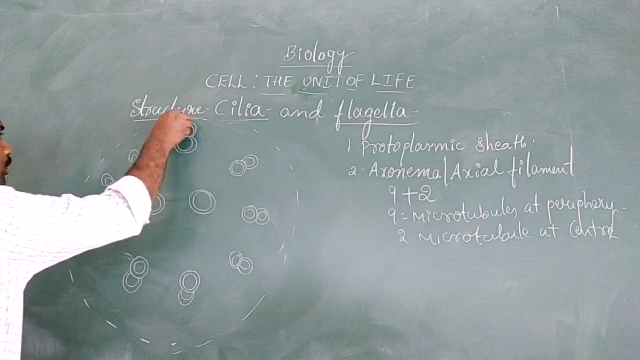 Biology
CELL: THE UNIT OF LIFE
Structure Cilia and flagella
1 Protoplasmic sheath.
2 Axonema/Axial filament
9+2
9 = Microtubules at periphery
2 Microtubule at Centre